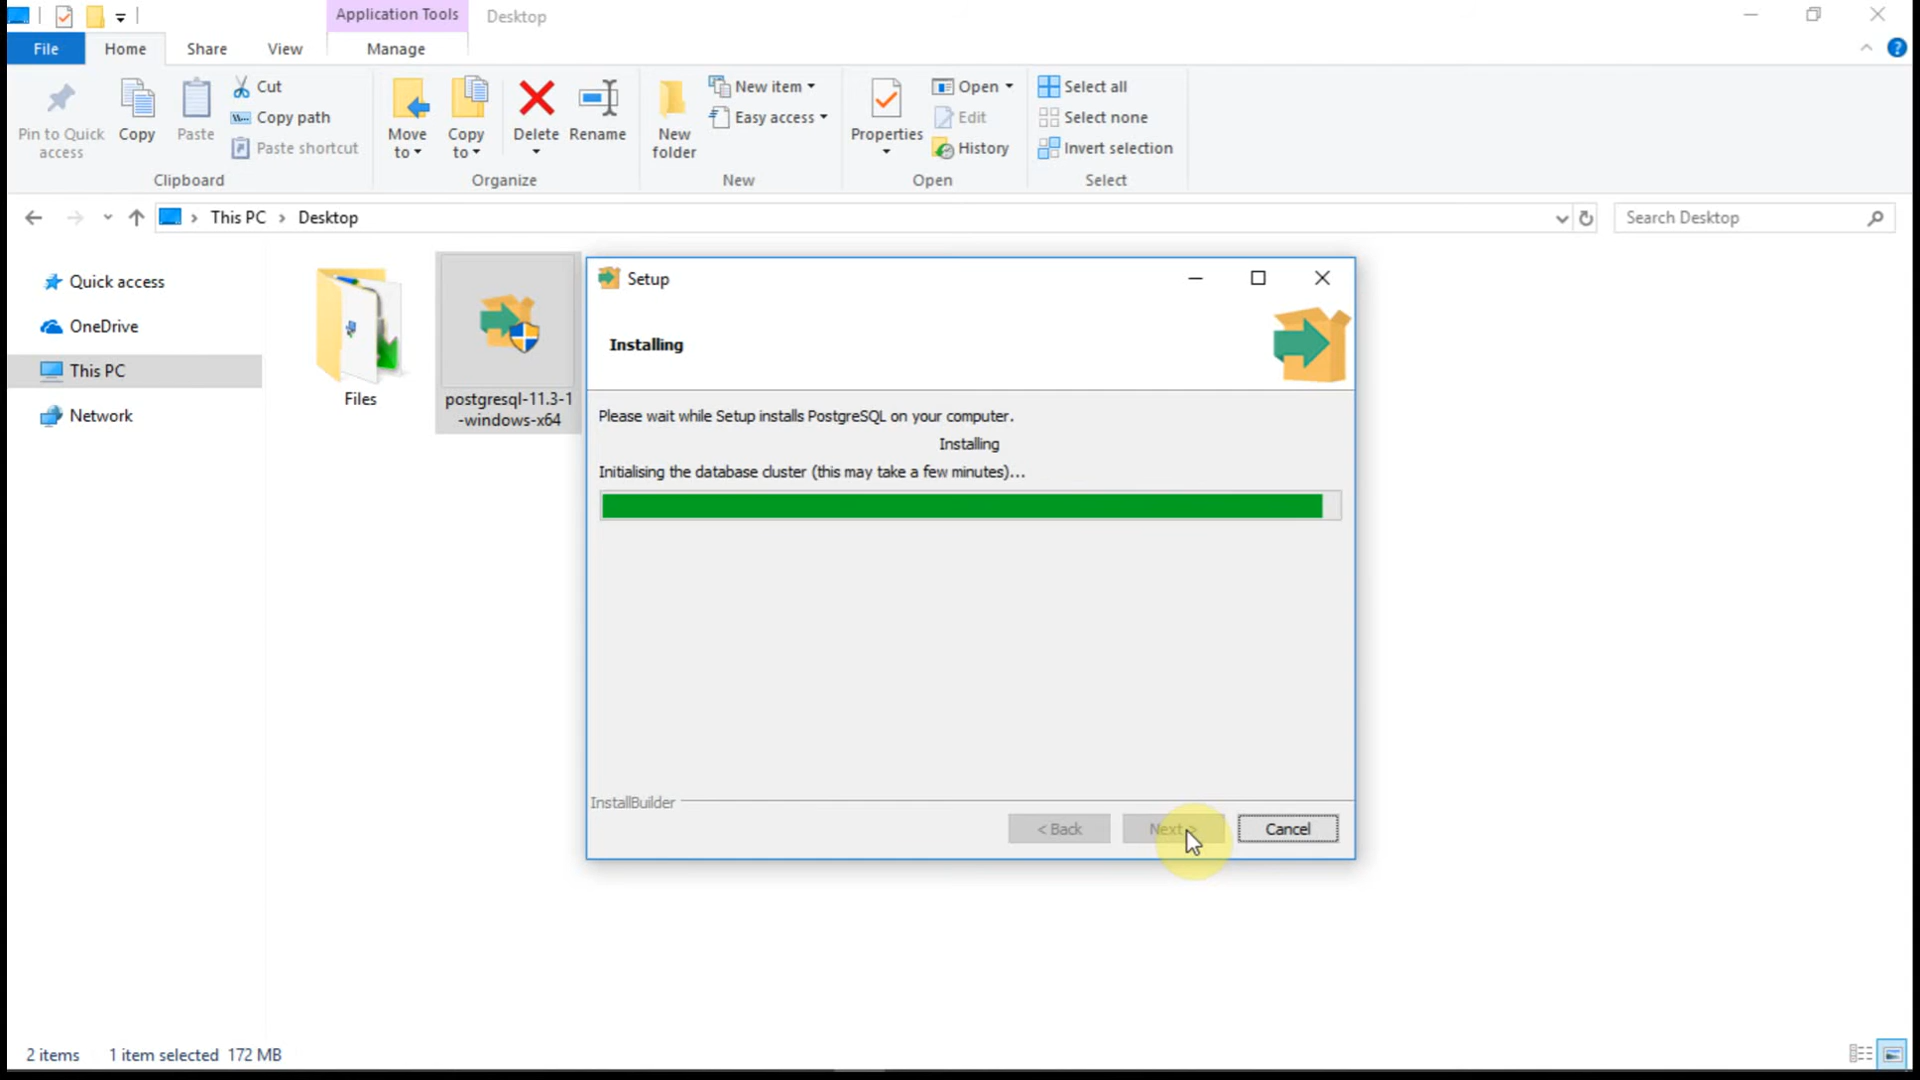 Application Tools
Desktop
File
Home
Share
View
Manage
Pin to Quick
access
Copy
Paste
Cut
Copy path
Paste shortcut
Clipboard
Move
to
Copy
to
Delete
Rename
Organize
New
folder
New item
Easy access
New
Properties
Open
Edit
History
Open
Select all
Select none
Invert selection
Select
This PC
Desktop
Search Desktop
Quick access
OneDrive
This PC
Network
Files
postgresql-11.3-1
-windows-x64
Setup
Installing
Please wait while Setup installs PostgreSQL on your computer.
Installing
Initialising the database cluster (this may take a few minutes)...
InstallBuilder
< Back
Next >
Cancel
2 items
1 item selected 172 MB